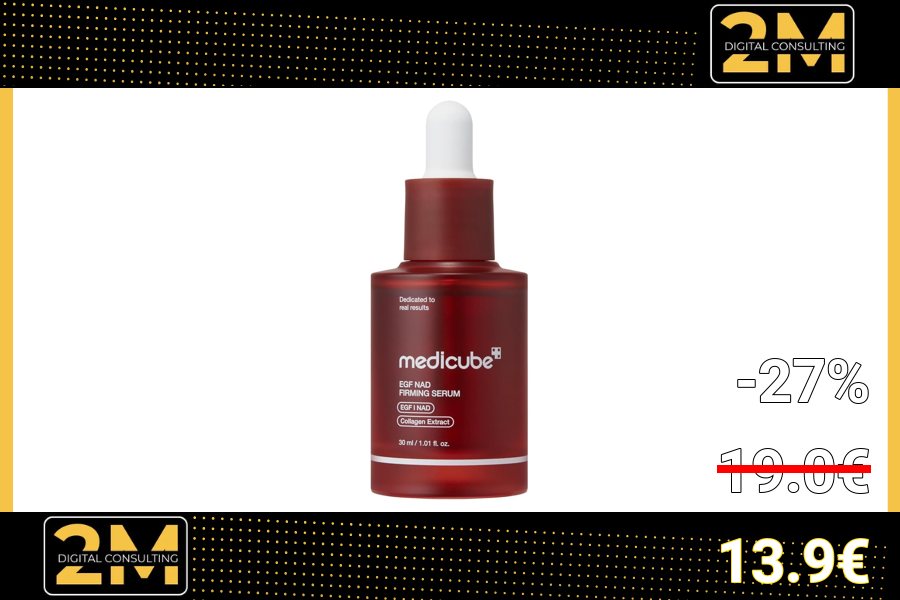 2M
DIGITAL CONSULTING
Dedicated to
real results
medicube
EGF NAD
FIRMING SERUM
EGF I NAD
Collagen Extract
30 ml / 1.01 fl. oz.
-27%
19.0€
2M
DIGITAL CONSULTING
13.9€